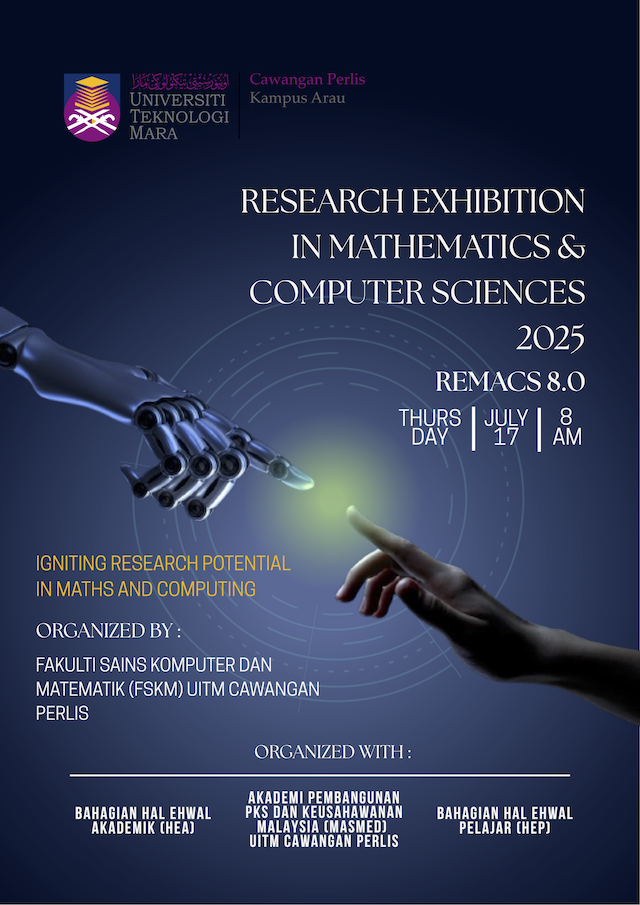 اونيۏرسيتي تيكنولوڬي مارا
UNIVERSITI
TEKNOLOGI
MARA
Cawangan Perlis
Kampus Arau
RESEARCH EXHIBITION
IN MATHEMATICS &
COMPUTER SCIENCES
2025
REMACS 8.0
THURS
DAY
JULY
17
8
AM
IGNITING RESEARCH POTENTIAL
IN MATHS AND COMPUTING
ORGANIZED BY :
FAKULTI SAINS KOMPUTER DAN
MATEMATIK (FSKM) UITM CAWANGAN
PERLIS
ORGANIZED WITH :
BAHAGIAN HAL EHWAL
AKADEMIK (HEA)
AKADEMI PEMBANGUNAN
PKS DAN KEUSAHAWANAN
MALAYSIA (MASMED)
UITM CAWANGAN PERLIS
BAHAGIAN HAL EHWAL
PELAJAR (HEP)